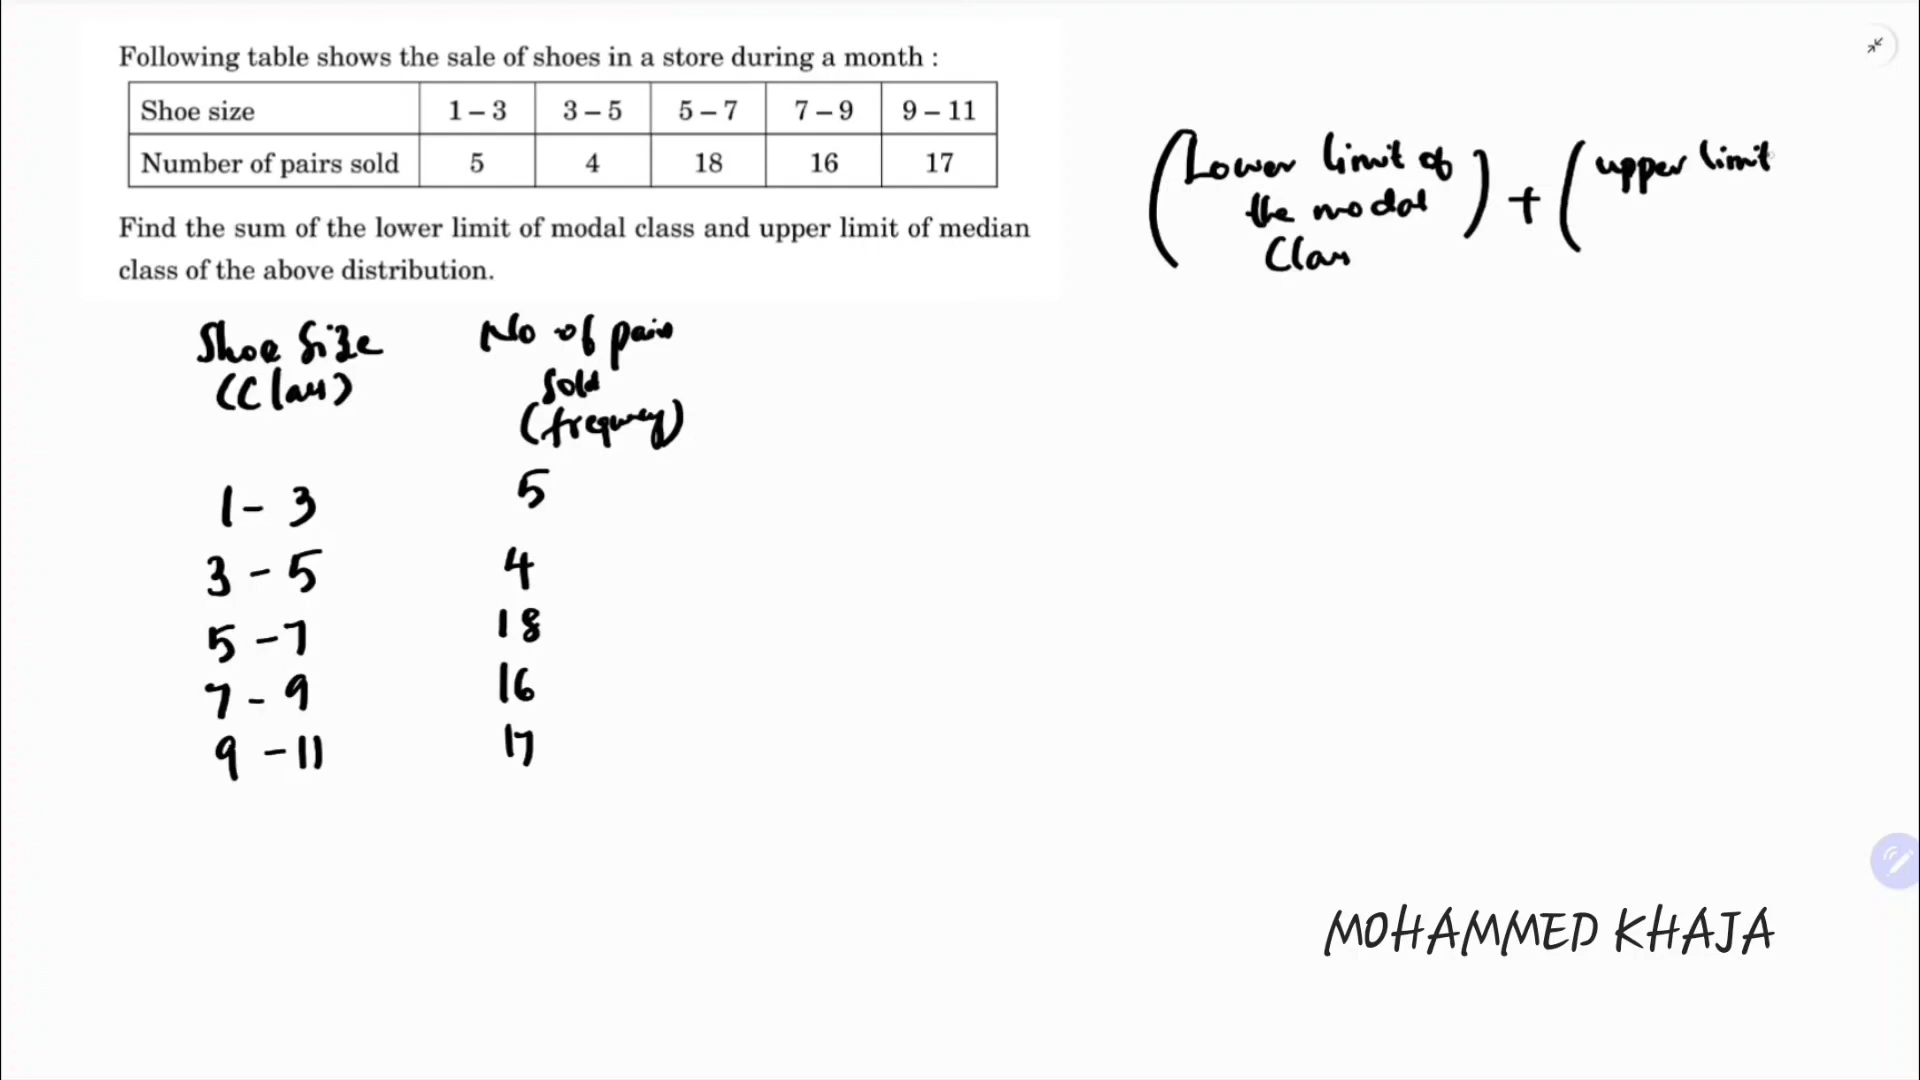 Following table shows the sale of shoes in a store during a month :
Shoe size 1 – 3 3 – 5 5 – 7 7 – 9 9 – 11
Number of pairs sold 5 4 18 16 17
Find the sum of the lower limit of modal class and upper limit of median
class of the above distribution.
(Lower limit of
the modal
Class) + (upper limit
Shoe Size
(Class)
No of pairs
sold
(frequency)
1 - 3 5
3 - 5 4
5 - 7 18
7 - 9 16
9 - 11 17
MOHAMMED KHAJA